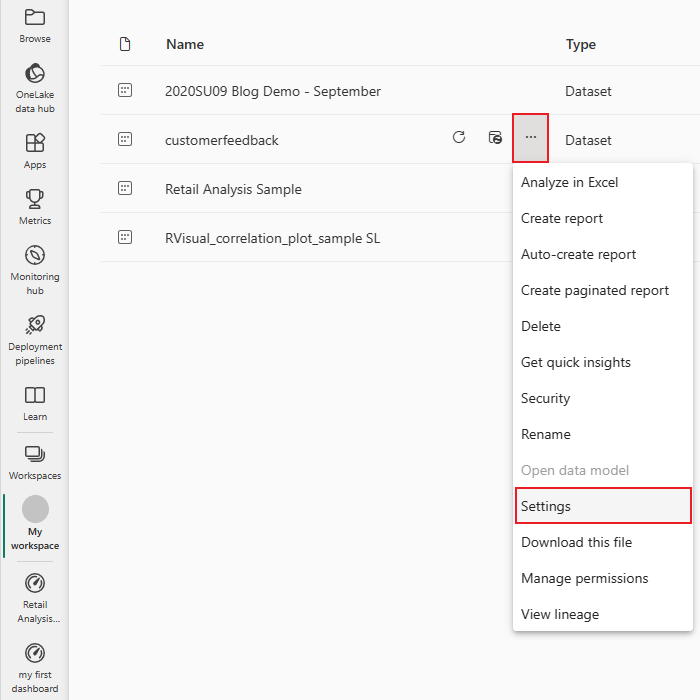 Browse
OneLake
data hub
Apps
Metrics
Monitoring
hub
Deployment
pipelines
Learn
Workspaces
My
workspace
Retail
Analysis...
my first
dashboard
Name Type
2020SU09 Blog Demo - September Dataset
customerfeedback ... Dataset
Retail Analysis Sample
RVisual_correlation_plot_sample SL
Analyze in Excel
Create report
Auto-create report
Create paginated report
Delete
Get quick insights
Security
Rename
Open data model
Settings
Download this file
Manage permissions
View lineage